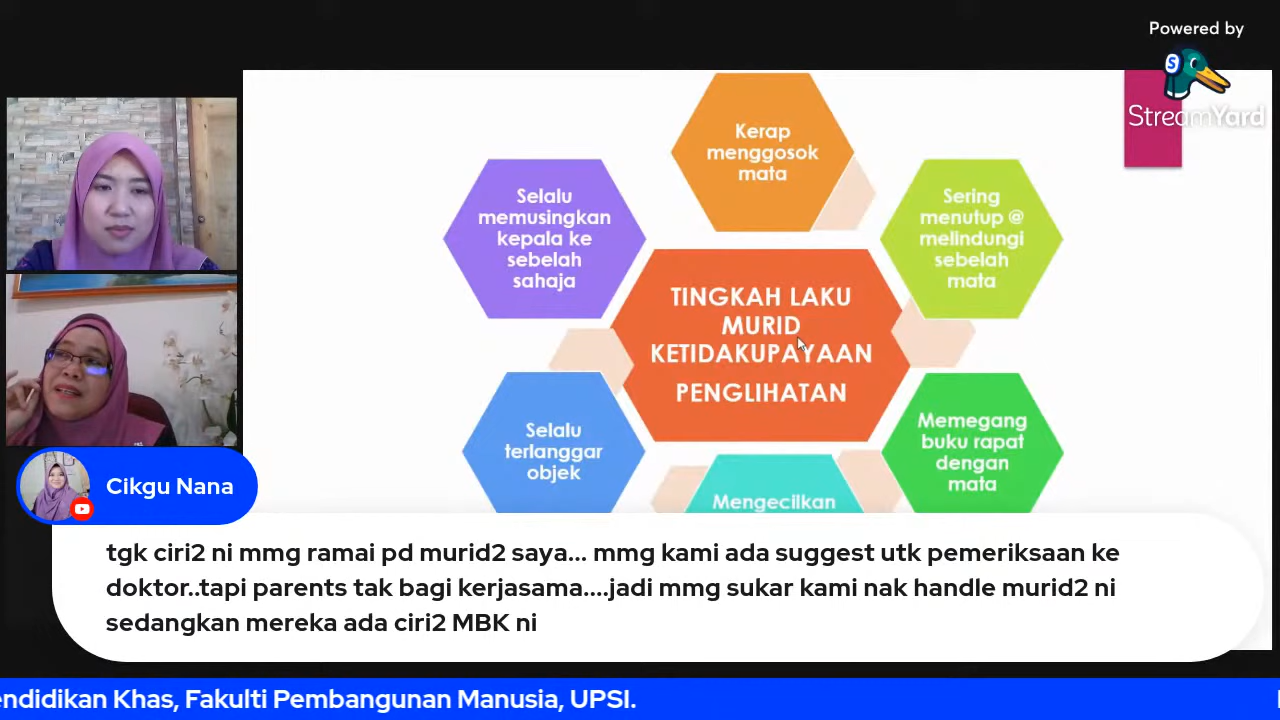 Powered by
StreamYard
Kerap
menggosok
mata
Selalu
memusingkan
kepala ke
sebelah
sahaja
Sering
menutup @
melindungi
sebelah
mata
TINGKAH LAKU
MURID
KETIDAKUPAYAAN
PENGLIHATAN
Selalu
terlanggar
objek
Memegang
buku rapat
dengan
mata
Mengecilkan
Cikgu Nana
tgk ciri2 ni mmg ramai pd murid2 saya... mmg kami ada suggest utk pemeriksaan ke
doktor..tapi parents tak bagi kerjasama....jadi mmg sukar kami nak handle murid2 ni
sedangkan mereka ada ciri2 MBK ni
endidikan Khas, Fakulti Pembangunan Manusia, UPSI.